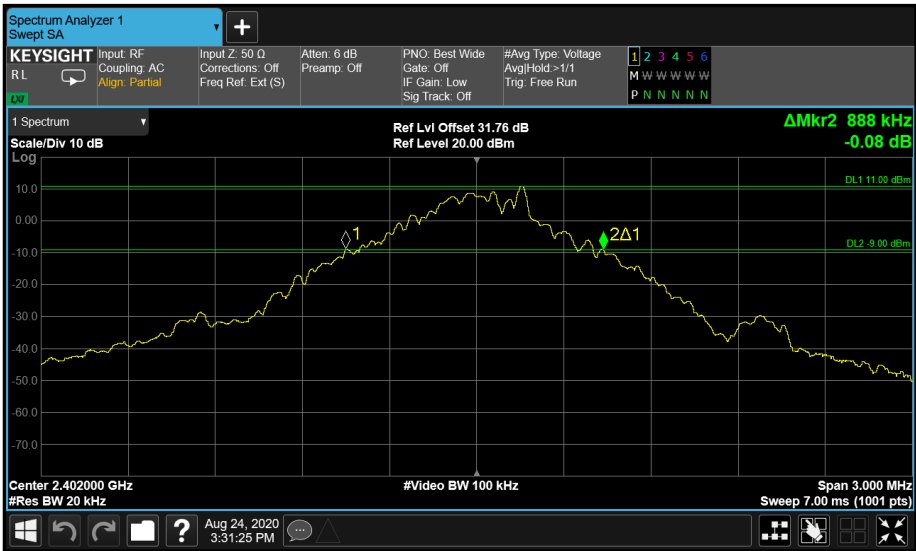 Spectrum Analyzer 1
Swept SA
+
KEYSIGHT
RL
LXI
Input: RF
Coupling: AC
Align: Partial
Input Z: 50 Ω
Corrections: Off
Freq Ref: Ext (S)
Atten: 6 dB
Preamp: Off
PNO: Best Wide
Gate: Off
IF Gain: Low
Sig Track: Off
#Avg Type: Voltage
Avg|Hold:>1/1
Trig: Free Run
1 2 3 4 5 6
M W W W W W
P N N N N N
1 Spectrum
Scale/Div 10 dB
Log
Ref Lvl Offset 31.76 dB
Ref Level 20.00 dBm
ΔMkr2 888 kHz
-0.08 dB
DL1 11.00 dBm
10.0
0.00
1
2Δ1
DL2 -9.00 dBm
-10.0
-20.0
-30.0
-40.0
-50.0
-60.0
-70.0
Center 2.402000 GHz
#Video BW 100 kHz
Span 3.000 MHz
#Res BW 20 kHz
Sweep 7.00 ms (1001 pts)
?
Aug 24, 2020
3:31:25 PM